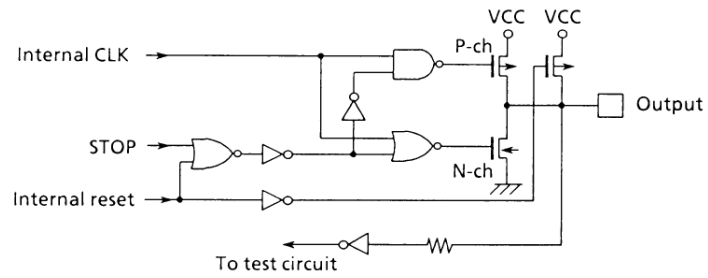 VCC
VCC
Internal CLK
P-ch
Output
STOP
N-ch
Internal reset
To test circuit